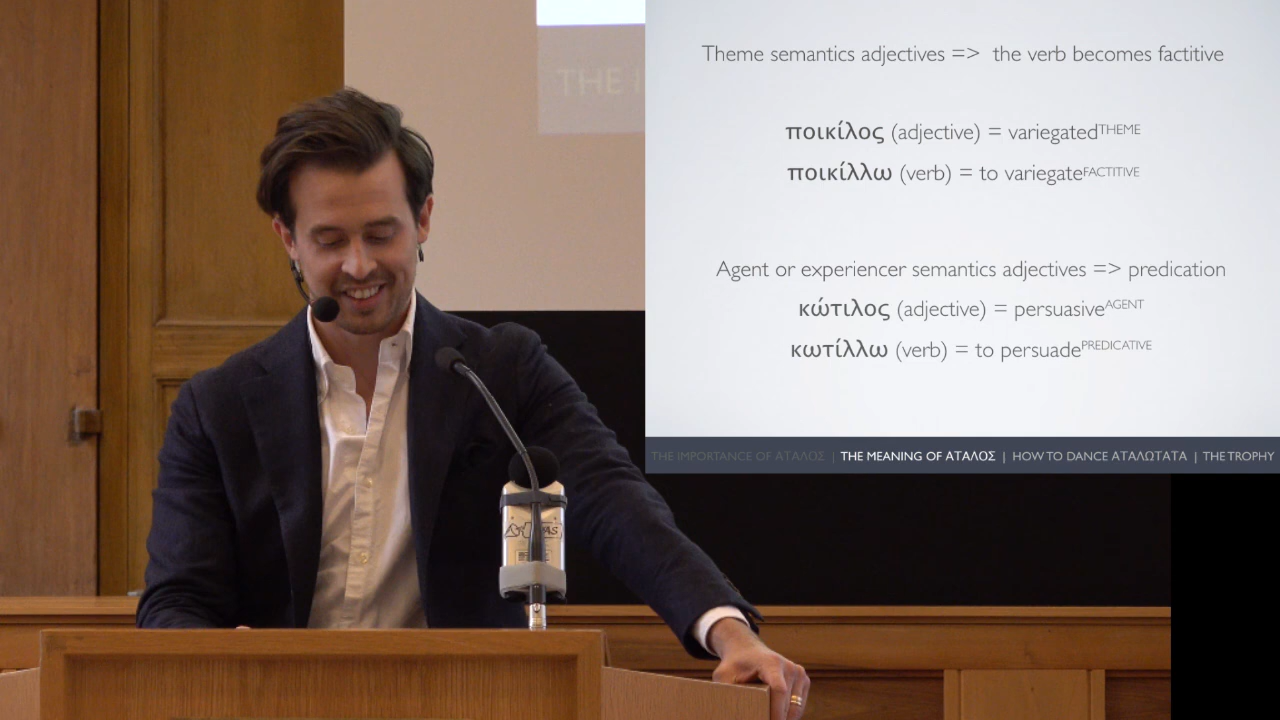 THE I
Theme semantics adjectives => the verb becomes factitive
ποικίλος (adjective) = variegatedTHEME
ποικίλλω (verb) = to variegateFACTITIVE
Agent or experiencer semantics adjectives => predication
κώτιλος (adjective) = persuasiveAGENT
κωτίλλω (verb) = to persuadePREDICATIVE
THE IMPORTANCE OF ΑΤΑΛΟΣ | THE MEANING OF ΑΤΑΛΟΣ | HOW TO DANCE ΑΤΑΛΩΤΑΤΑ | THE TROPHY